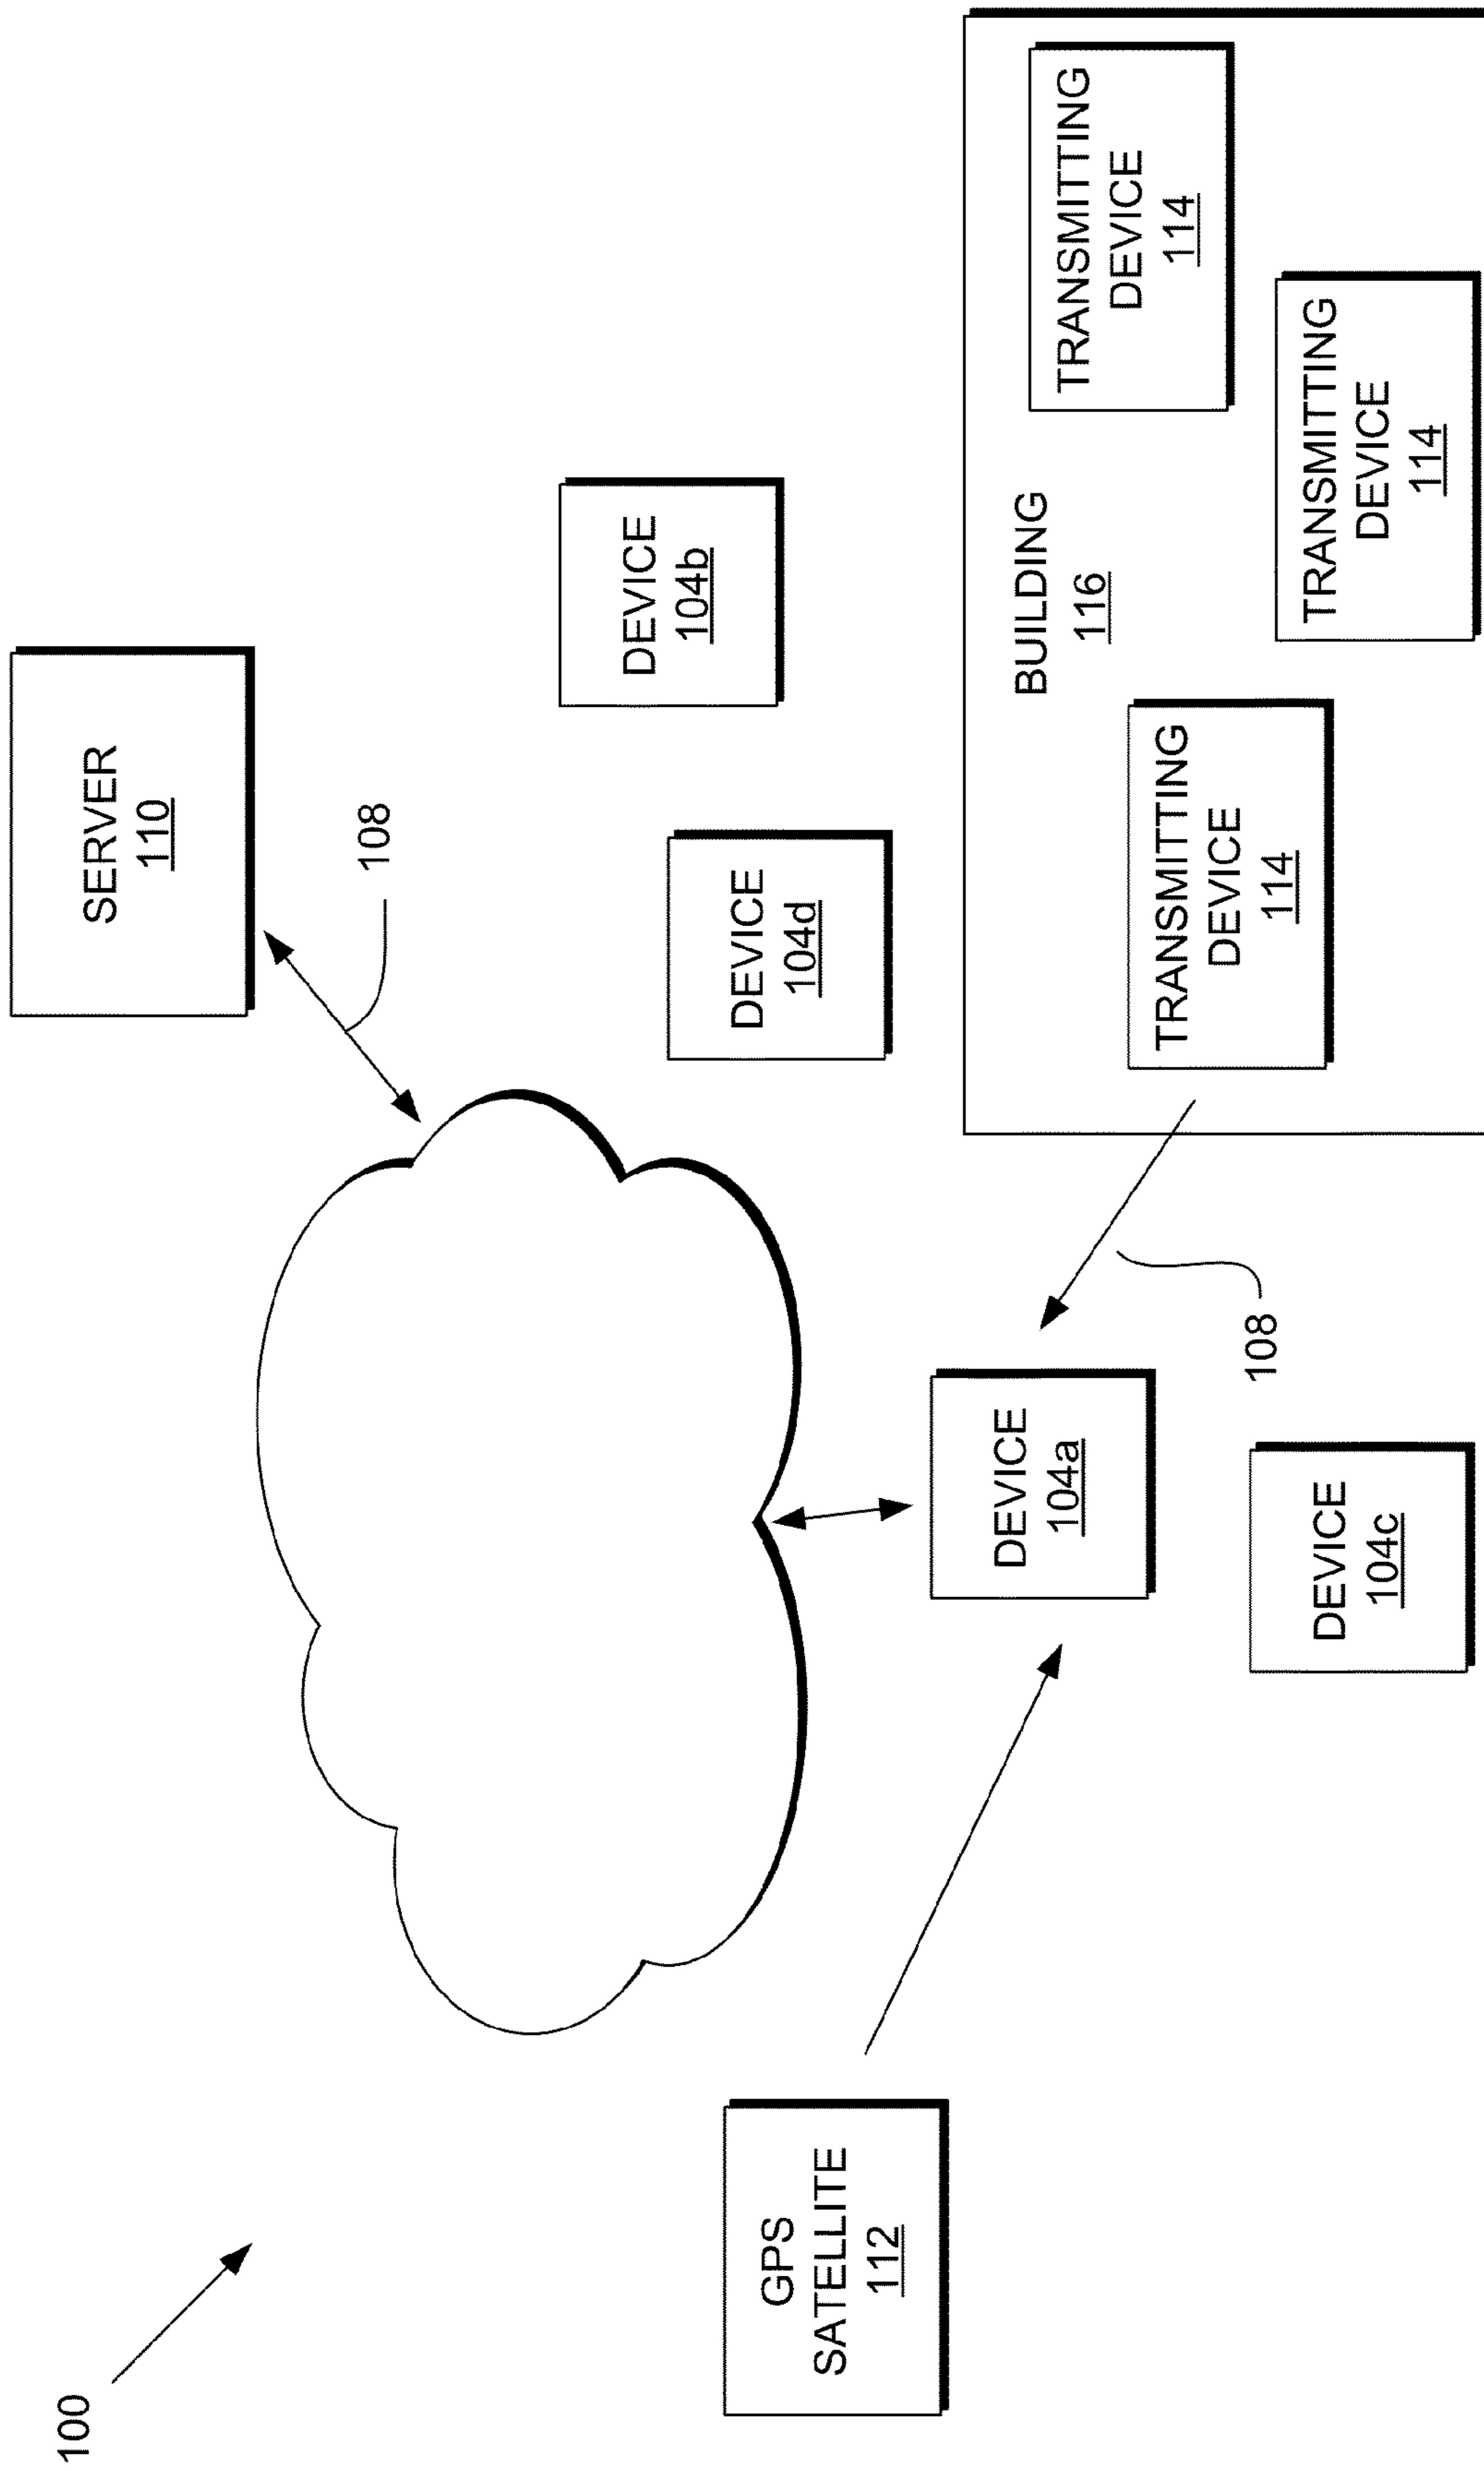 100
SERVER
110
108
DEVICE
104b
DEVICE
104d
GPS
SATELLITE
112
DEVICE
104a
108
DEVICE
104c
BUILDING
116
TRANSMITTING
DEVICE
114
TRANSMITTING
DEVICE
114
TRANSMITTING
DEVICE
114